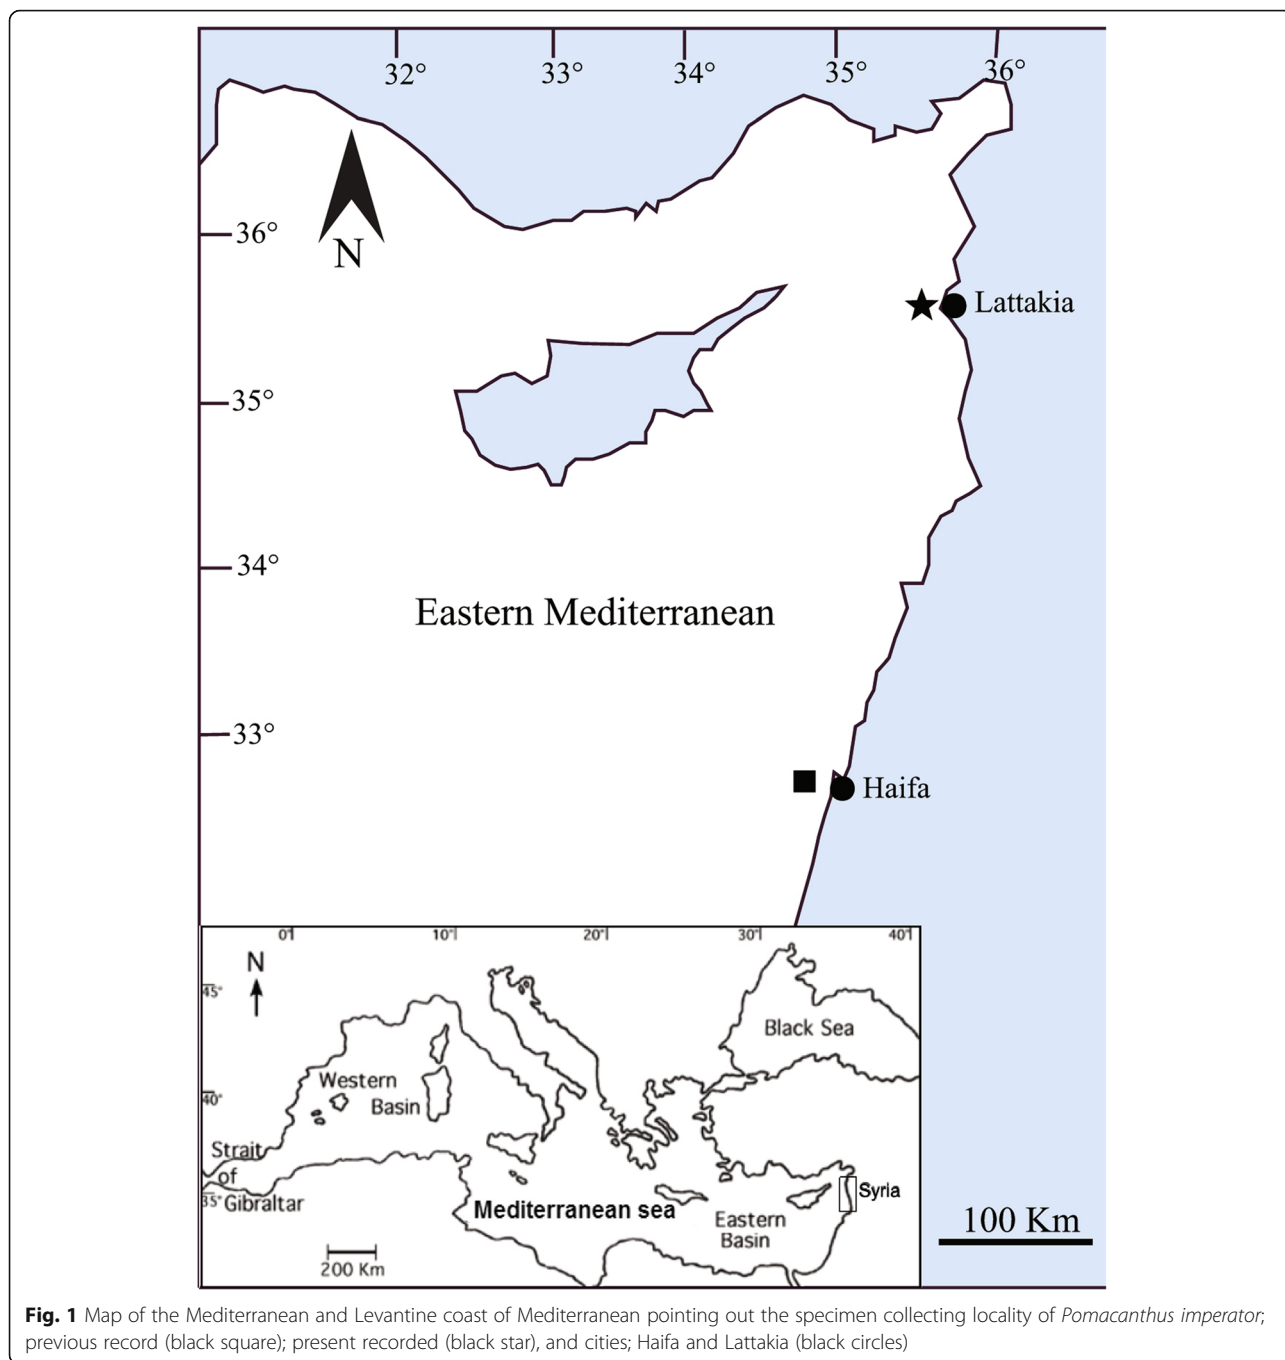 32° 33° 34° 35° 36°
N
36°
Lattakia
35°
34°
Eastern Mediterranean
33°
Haifa
0° 10° 20° 30° 40°
N
45°
Black Sea
Western
Basin
40°
Strait
of
Gibraltar
35°
Syria
Mediterranean sea
Eastern
Basin
200 Km
100 Km
Fig. 1 Map of the Mediterranean and Levantine coast of Mediterranean pointing out the specimen collecting locality of Pomacanthus imperator;
previous record (black square); present recorded (black star), and cities; Haifa and Lattakia (black circles)